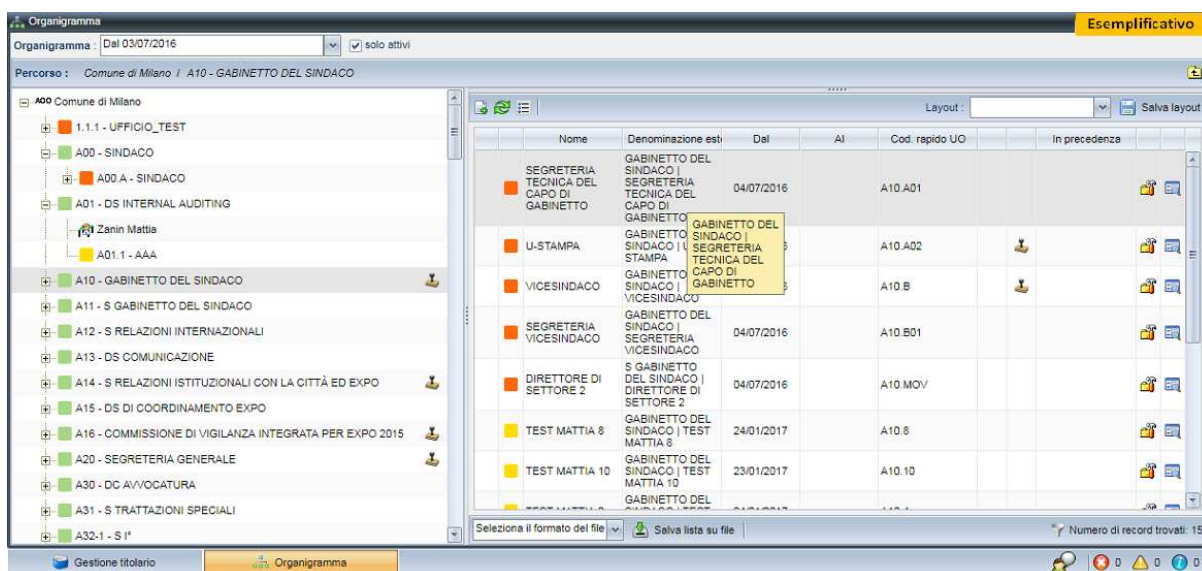 Organigramma
Esemplificativo
Organigramma : Dal 03/07/2016 solo attivi
Percorso : Comune di Milano / A10 - GABINETTO DEL SINDACO
AOO Comune di Milano
1.1.1 - UFFICIO_TEST
A00 - SINDACO
A00.A - SINDACO
A01 - DS INTERNAL AUDITING
Zanin Mattia
A01.1 - AAA
A10 - GABINETTO DEL SINDACO
A11 - S GABINETTO DEL SINDACO
A12 - S RELAZIONI INTERNAZIONALI
A13 - DS COMUNICAZIONE
A14 - S RELAZIONI ISTITUZIONALI CON LA CITTÀ ED EXPO
A15 - DS DI COORDINAMENTO EXPO
A16 - COMMISSIONE DI VIGILANZA INTEGRATA PER EXPO 2015
A20 - SEGRETERIA GENERALE
A30 - DC AVVOCATURA
A31 - S TRATTAZIONI SPECIALI
A32-1 - S I°
Layout : Salva layout
Nome Denominazione este Dal Al Cod. rapido UO In precedenza
SEGRETERIA
TECNICA DEL
CAPO DI
GABINETTO
GABINETTO DEL
SINDACO |
SEGRETERIA
TECNICA DEL
CAPO DI
GABINETTO
04/07/2016
A10.A01
GABINETTO DEL
SINDACO |
SEGRETERIA
TECNICA DEL
CAPO DI
GABINETTO
U-STAMPA
GABINETTO
SINDACO | U
STAMPA
A10.A02
VICESINDACO
GABINETTO
SINDACO |
VICESINDACO
A10.B
SEGRETERIA
VICESINDACO
GABINETTO DEL
SINDACO |
SEGRETERIA
VICESINDACO
04/07/2016
A10.B01
DIRETTORE DI
SETTORE 2
S GABINETTO
DEL SINDACO |
DIRETTORE DI
SETTORE 2
04/07/2016
A10.MOV
TEST MATTIA 8
GABINETTO DEL
SINDACO | TEST
MATTIA 8
24/01/2017
A10.8
TEST MATTIA 10
GABINETTO DEL
SINDACO | TEST
MATTIA 10
23/01/2017
A10.10
GABINETTO DEL
Seleziona il formato del file Salva lista su file Numero di record trovati: 15
Gestione titolario Organigramma 0 0 0